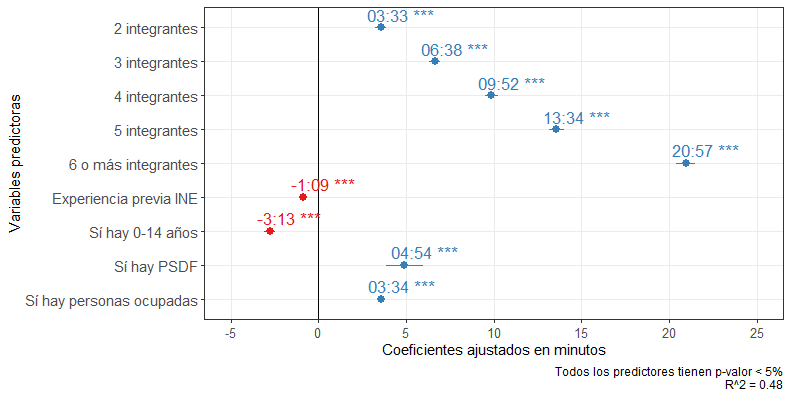 Variables predictoras
2 integrantes
03:33 ***
3 integrantes
06:38 ***
4 integrantes
09:52 ***
5 integrantes
13:34 ***
6 o más integrantes
20:57 ***
Experiencia previa INE
-1:09 ***
Sí hay 0-14 años
-3:13 ***
Sí hay PSDF
04:54 ***
Sí hay personas ocupadas
03:34 ***
-5 0 5 10 15 20 25
Coeficientes ajustados en minutos
Todos los predictores tienen p-valor < 5%
R^2 = 0.48